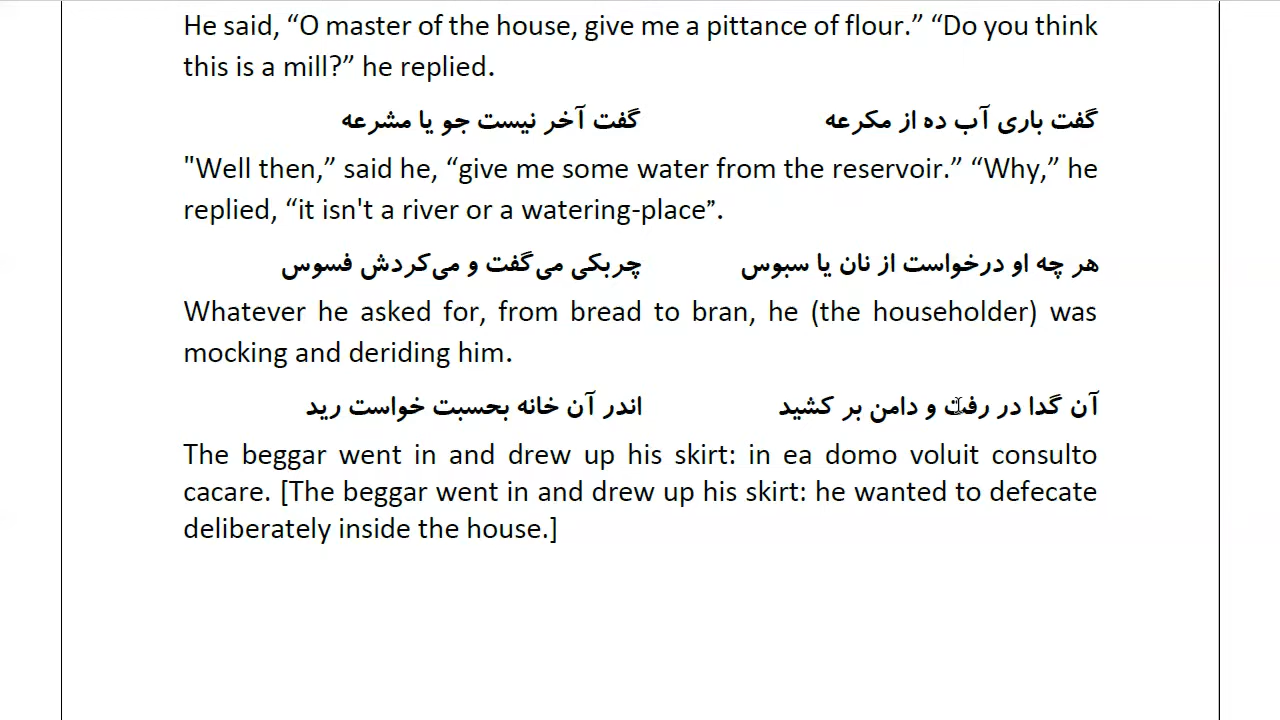 He said, “O master of the house, give me a pittance of flour.” “Do you think
this is a mill?” he replied.
گفت باری آب ده از مکرعه گفت آخر نیست جو یا مشرعه
"Well then,” said he, “give me some water from the reservoir.” “Why,” he
replied, “it isn't a river or a watering-place”.
هر چه او درخواست از نان یا سبوس چربکی می‌گفت و می‌کردش فسوس
Whatever he asked for, from bread to bran, he (the householder) was
mocking and deriding him.
آن گدا در رفت و دامن بر کشید اندر آن خانه بحسبت خواست رید
The beggar went in and drew up his skirt: in ea domo voluit consulto
cacare. [The beggar went in and drew up his skirt: he wanted to defecate
deliberately inside the house.]